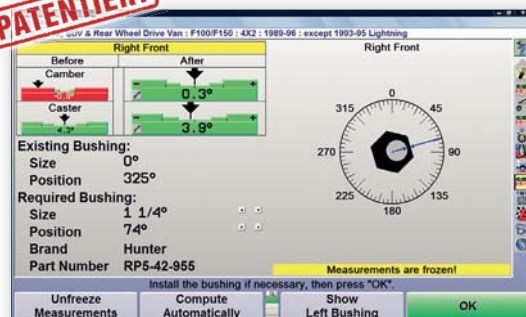 PATENTIERT
SUV & Rear Wheel Drive Van : F100/F150 : 4X2 : 1989-96 : except 1993-95 Lightning
Right Front
Before After
Camber
0.3°
Caster
4.3° 3.9°
Existing Bushing:
Size 0°
Position 325°
Required Bushing:
Size 1 1/4°
Position 74°
Brand Hunter
Part Number RP5-42-955
Right Front
0
45
90
135
180
225
270
315
Measurements are frozen!
Install the bushing if necessary, then press "OK".
Unfreeze Measurements
Compute Automatically
Show Left Bushing
OK